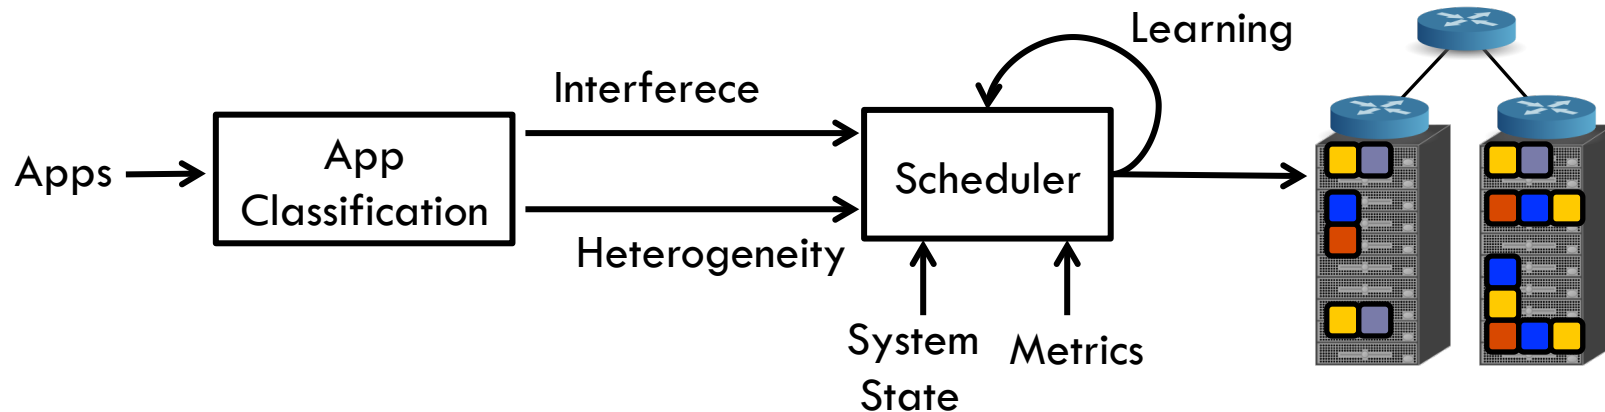 Learning
Interferece
Apps
App
Classification
Scheduler
Heterogeneity
System
State
Metrics